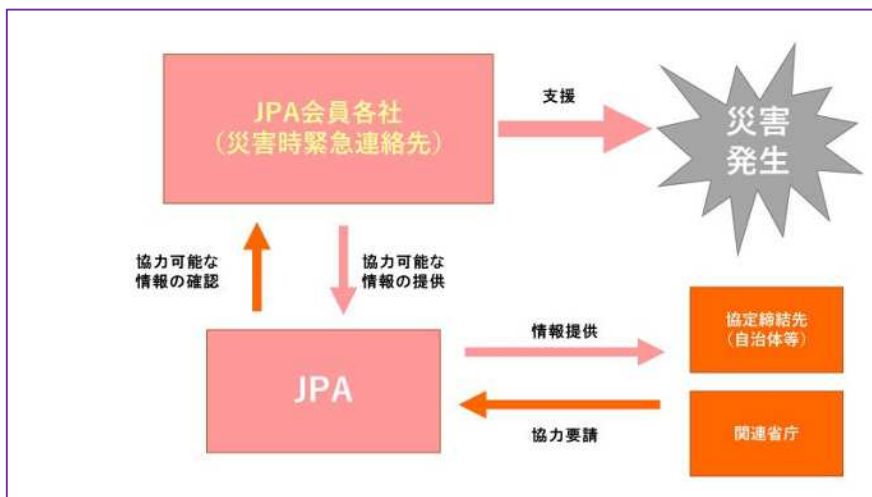 JPA会員各社
（災害時緊急連絡先）
支援
災害
発生
協力可能な
情報の確認
協力可能な
情報の提供
JPA
情報提供
協定締結先
（自治体等）
協力要請
関連省庁